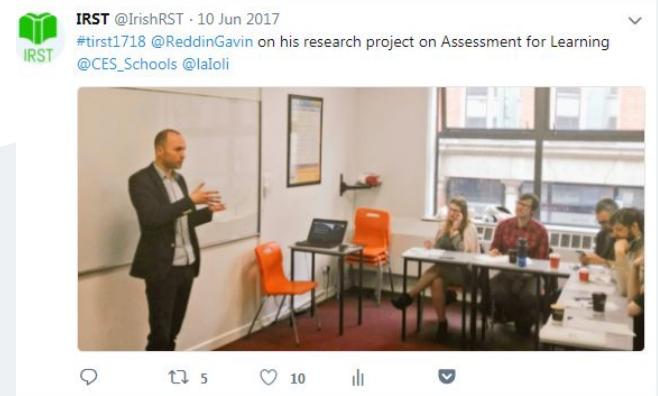 IRST @IrishRST · 10 Jun 2017
#tirst1718 @ReddinGavin on his research project on Assessment for Learning
@CES_Schools @laIoli
IRST
5 10